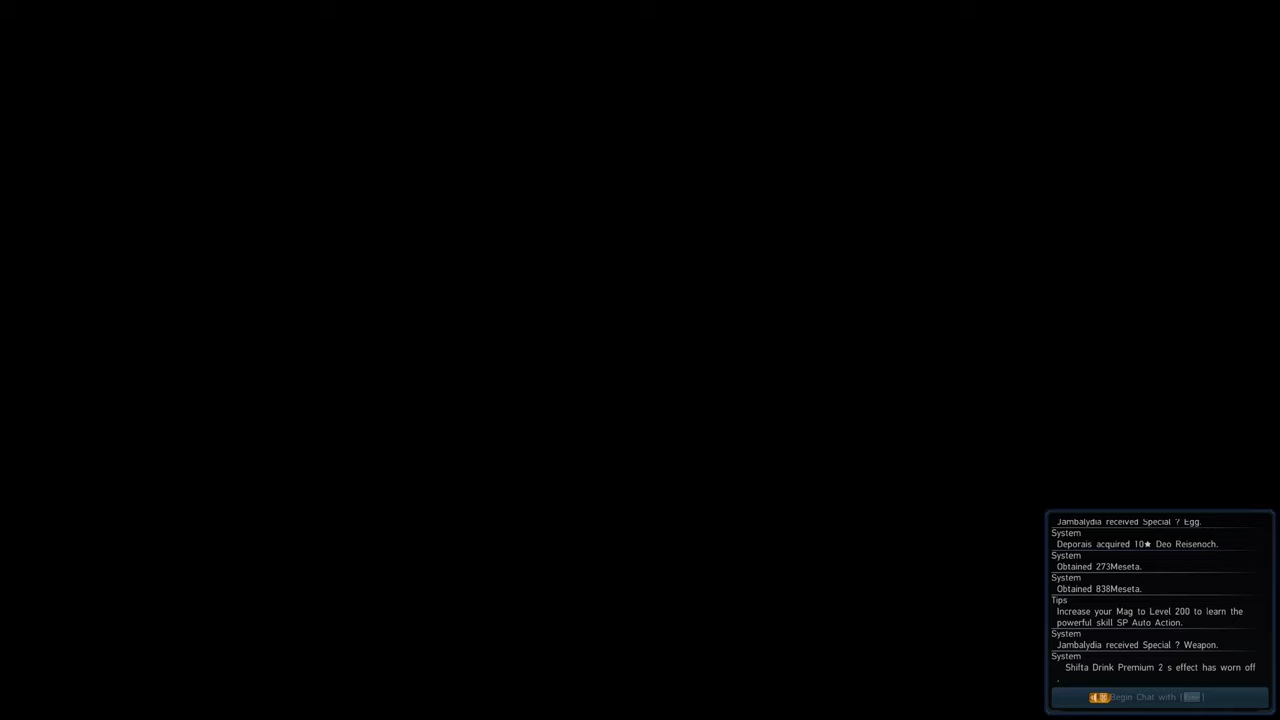 Jambalydia received Special ? Egg.
System
Deporais acquired 10★ Deo Reisenoch.
System
Obtained 273Meseta.
System
Obtained 838Meseta.
Tips
Increase your Mag to Level 200 to learn the
powerful skill SP Auto Action.
System
Jambalydia received Special ? Weapon.
System
Shifta Drink Premium 2 s effect has worn off
.
Begin Chat with [ ]